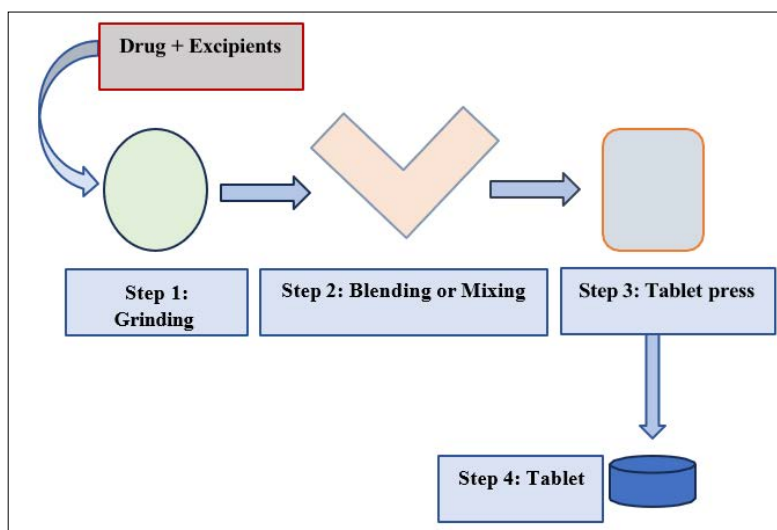 Drug + Excipients
Step 1:
Grinding
Step 2: Blending or Mixing
Step 3: Tablet press
Step 4: Tablet